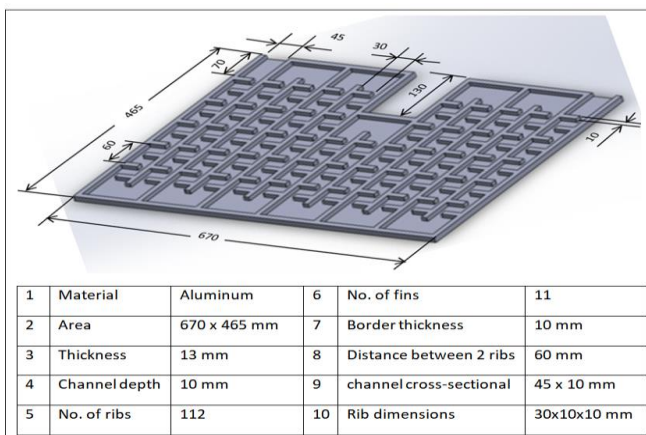 45
30
70
130
465
60
10
670
1 Material Aluminum 6 No. of fins 11
2 Area 670 x 465 mm 7 Border thickness 10 mm
3 Thickness 13 mm 8 Distance between 2 ribs 60 mm
4 Channel depth 10 mm 9 channel cross-sectional 45 x 10 mm
5 No. of ribs 112 10 Rib dimensions 30x10x10 mm